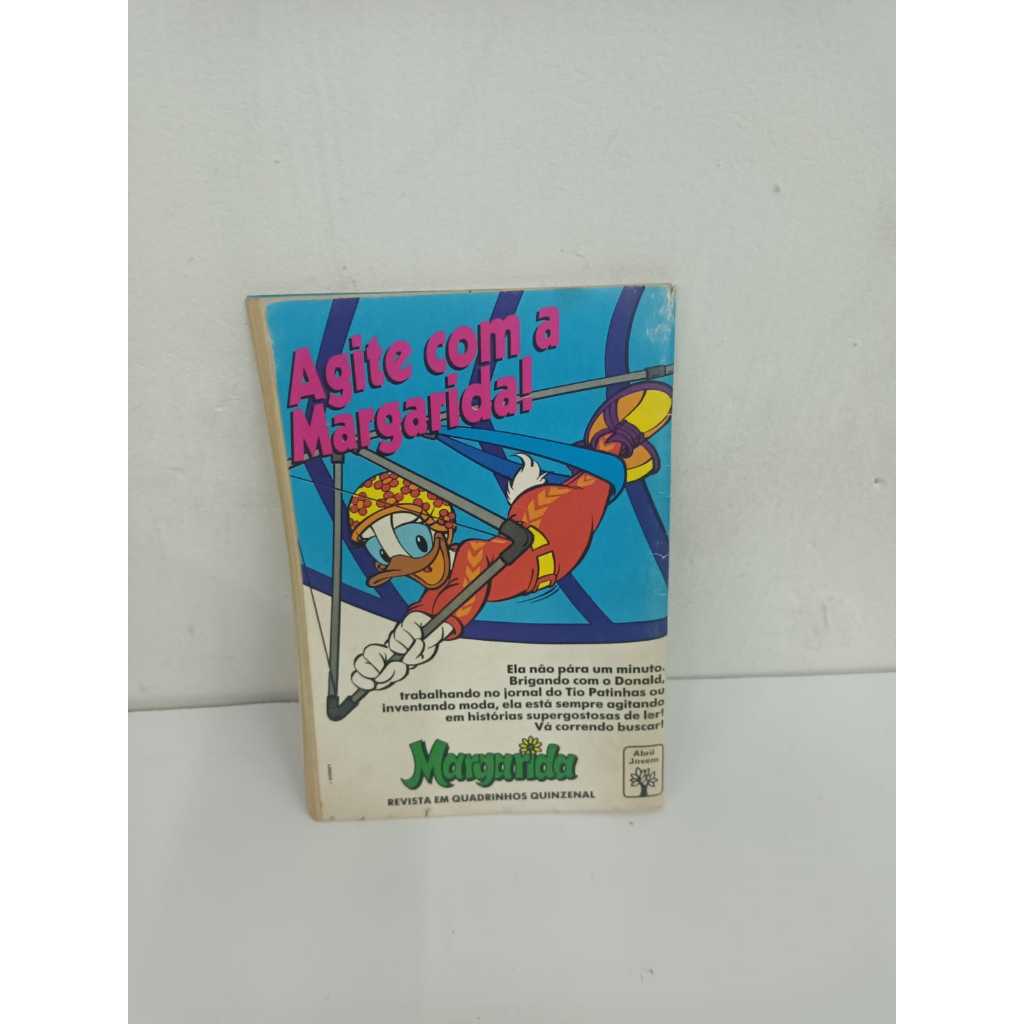 Agite com a
Margarida!
Ela não pára um minuto.
Brigando com o Donald,
trabalhando no jornal do Tio Patinhas ou
inventando moda, ela está sempre agitando
em histórias supergostosas de ler!
Vá correndo buscar!
Margarida
REVISTA EM QUADRINHOS QUINZENAL
Abril
Jovem